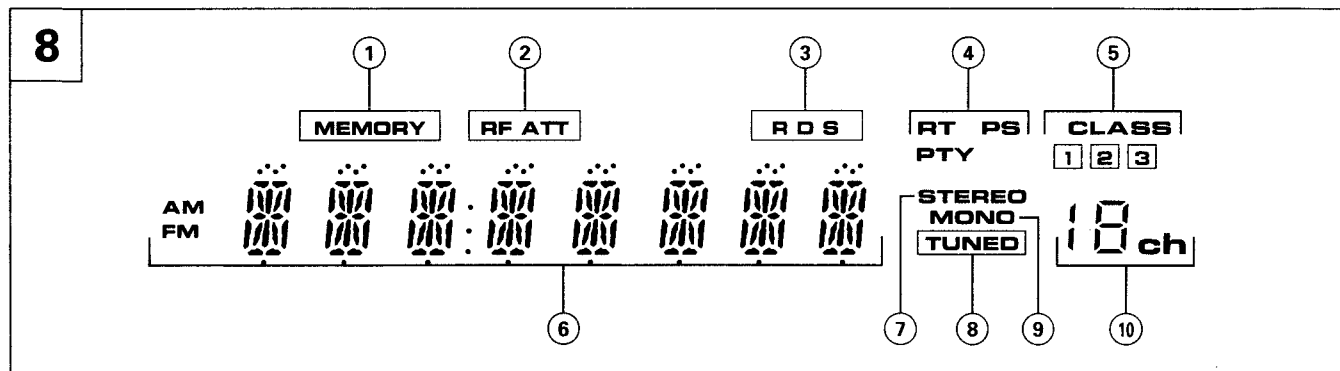 8
1 2 3 4 5
MEMORY RF ATT R D S RT PS CLASS
PTY 1 2 3
AM STEREO
FM MONO
TUNED 18 ch
6 7 8 9 10